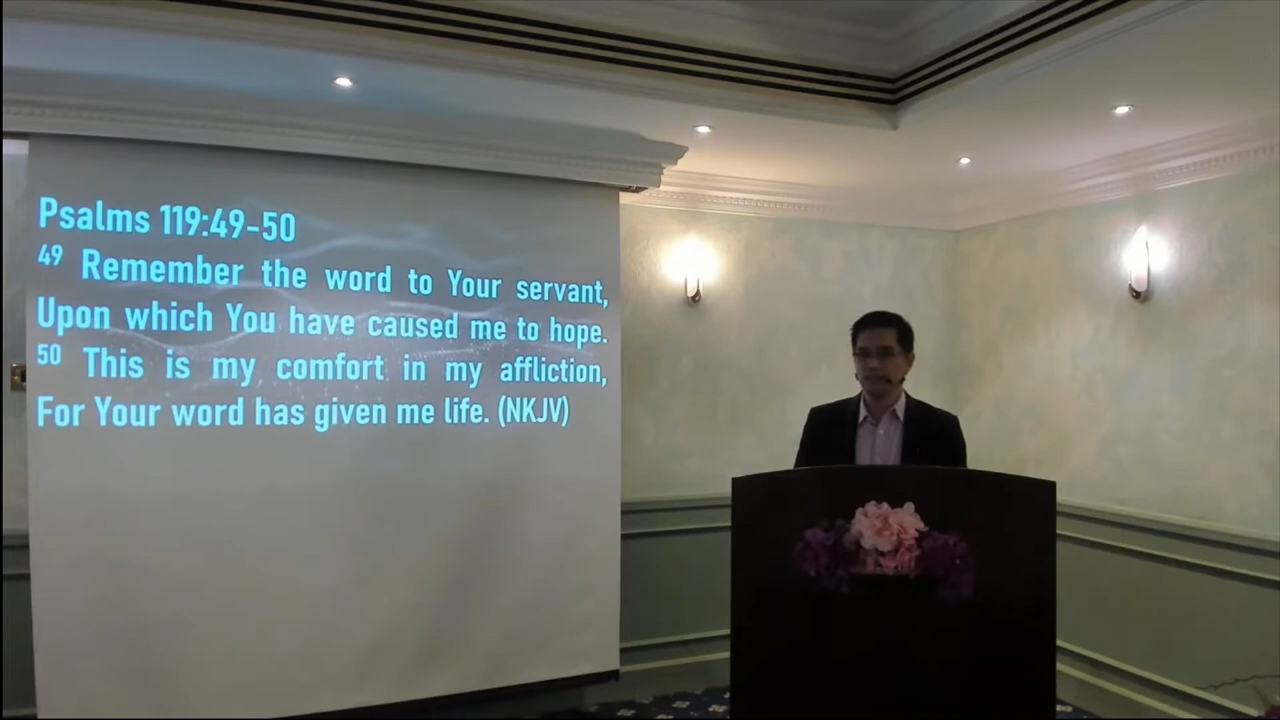 Psalms 119:49-50
49 Remember the word to Your servant,
Upon which You have caused me to hope.
50 This is my comfort in my affliction,
For Your word has given me life. (NKJV)